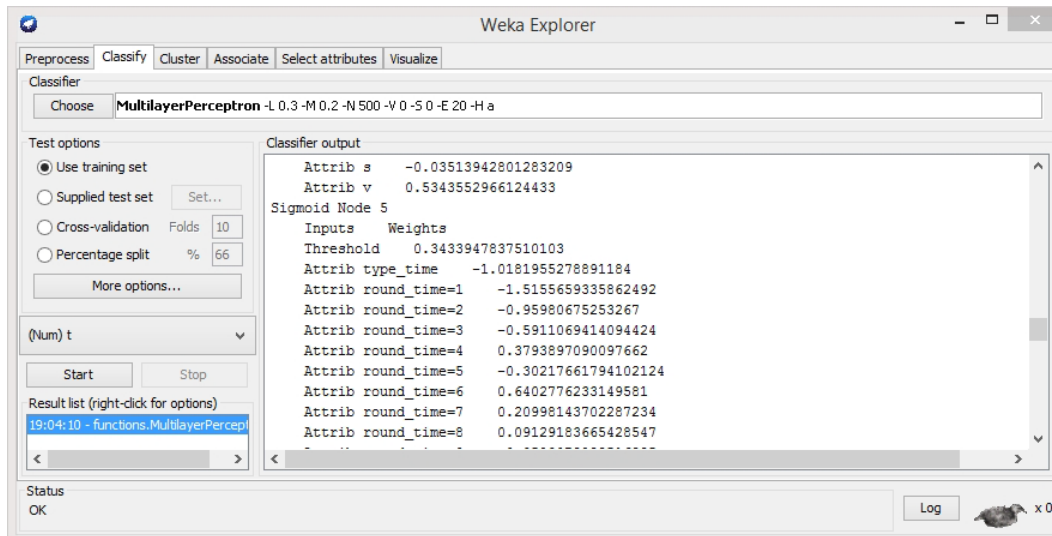 Weka Explorer
Preprocess Classify Cluster Associate Select attributes Visualize
Classifier
Choose MultilayerPerceptron -L 0.3 -M 0.2 -N 500 -V 0 -S 0 -E 20 -H a
Test options
Use training set
Supplied test set Set...
Cross-validation Folds 10
Percentage split % 66
More options...
(Num) t
Start Stop
Result list (right-click for options)
19:04:10 - functions.MultilayerPercept
Classifier output
Attrib s -0.03513942801283209
Attrib v 0.5343552966124433
Sigmoid Node 5
Inputs Weights
Threshold 0.3433947837510103
Attrib type_time -1.0181955278891184
Attrib round_time=1 -1.5155659335862492
Attrib round_time=2 -0.95980675253267
Attrib round_time=3 -0.5911069414094424
Attrib round_time=4 0.3793897090097662
Attrib round_time=5 -0.30217661794102124
Attrib round_time=6 0.6402776233149581
Attrib round_time=7 0.20998143702287234
Attrib round_time=8 0.09129183665428547
Status
OK
Log
x 0